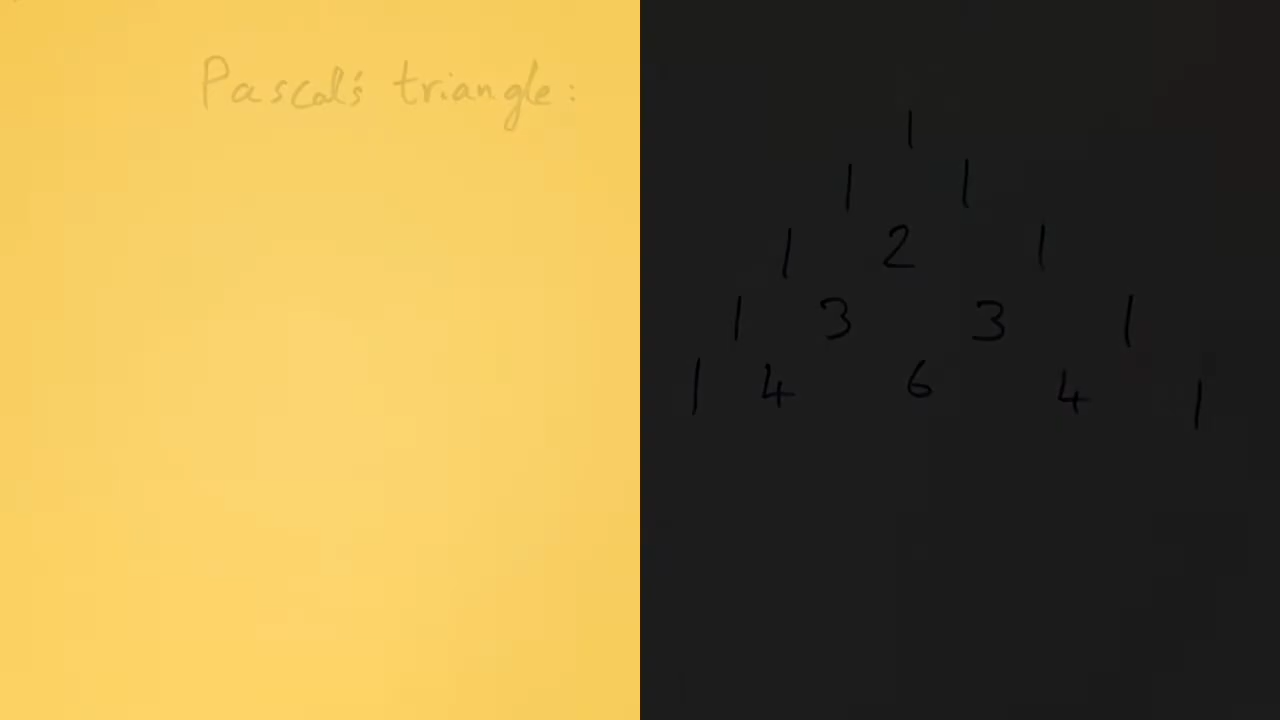 Pascal's triangle:
1
1 1
1 2 1
1 3 3 1
1 4 6 4 1